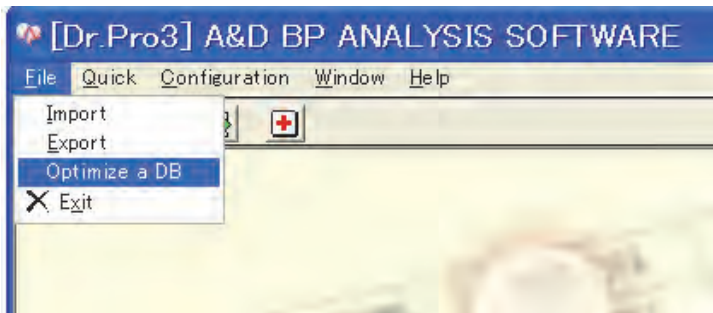 [Dr.Pro3] A&D BP ANALYSIS SOFTWARE
File Quick Configuration Window Help
Import
Export
Optimize a DB
Exit